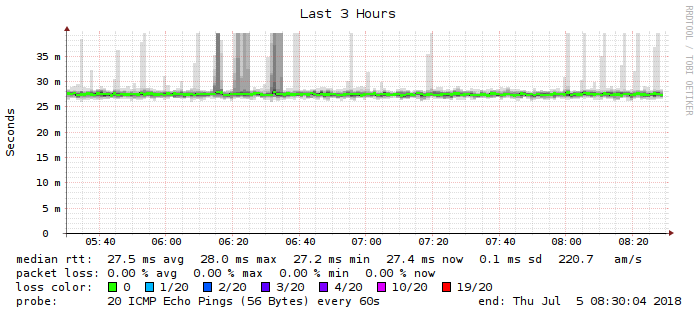 Last 3 Hours
RRDTOOL / TOBI OETIKER
Seconds
35 m
30 m
25 m
20 m
15 m
10 m
5 m
0
05:40 06:00 06:20 06:40 07:00 07:20 07:40 08:00 08:20
median rtt: 27.5 ms avg 28.0 ms max 27.2 ms min 27.4 ms now 0.1 ms sd 220.7 am/s
packet loss: 0.00 % avg 0.00 % max 0.00 % min 0.00 % now
loss color: 0 1/20 2/20 3/20 4/20 10/20 19/20
probe: 20 ICMP Echo Pings (56 Bytes) every 60s end: Thu Jul 5 08:30:04 2018